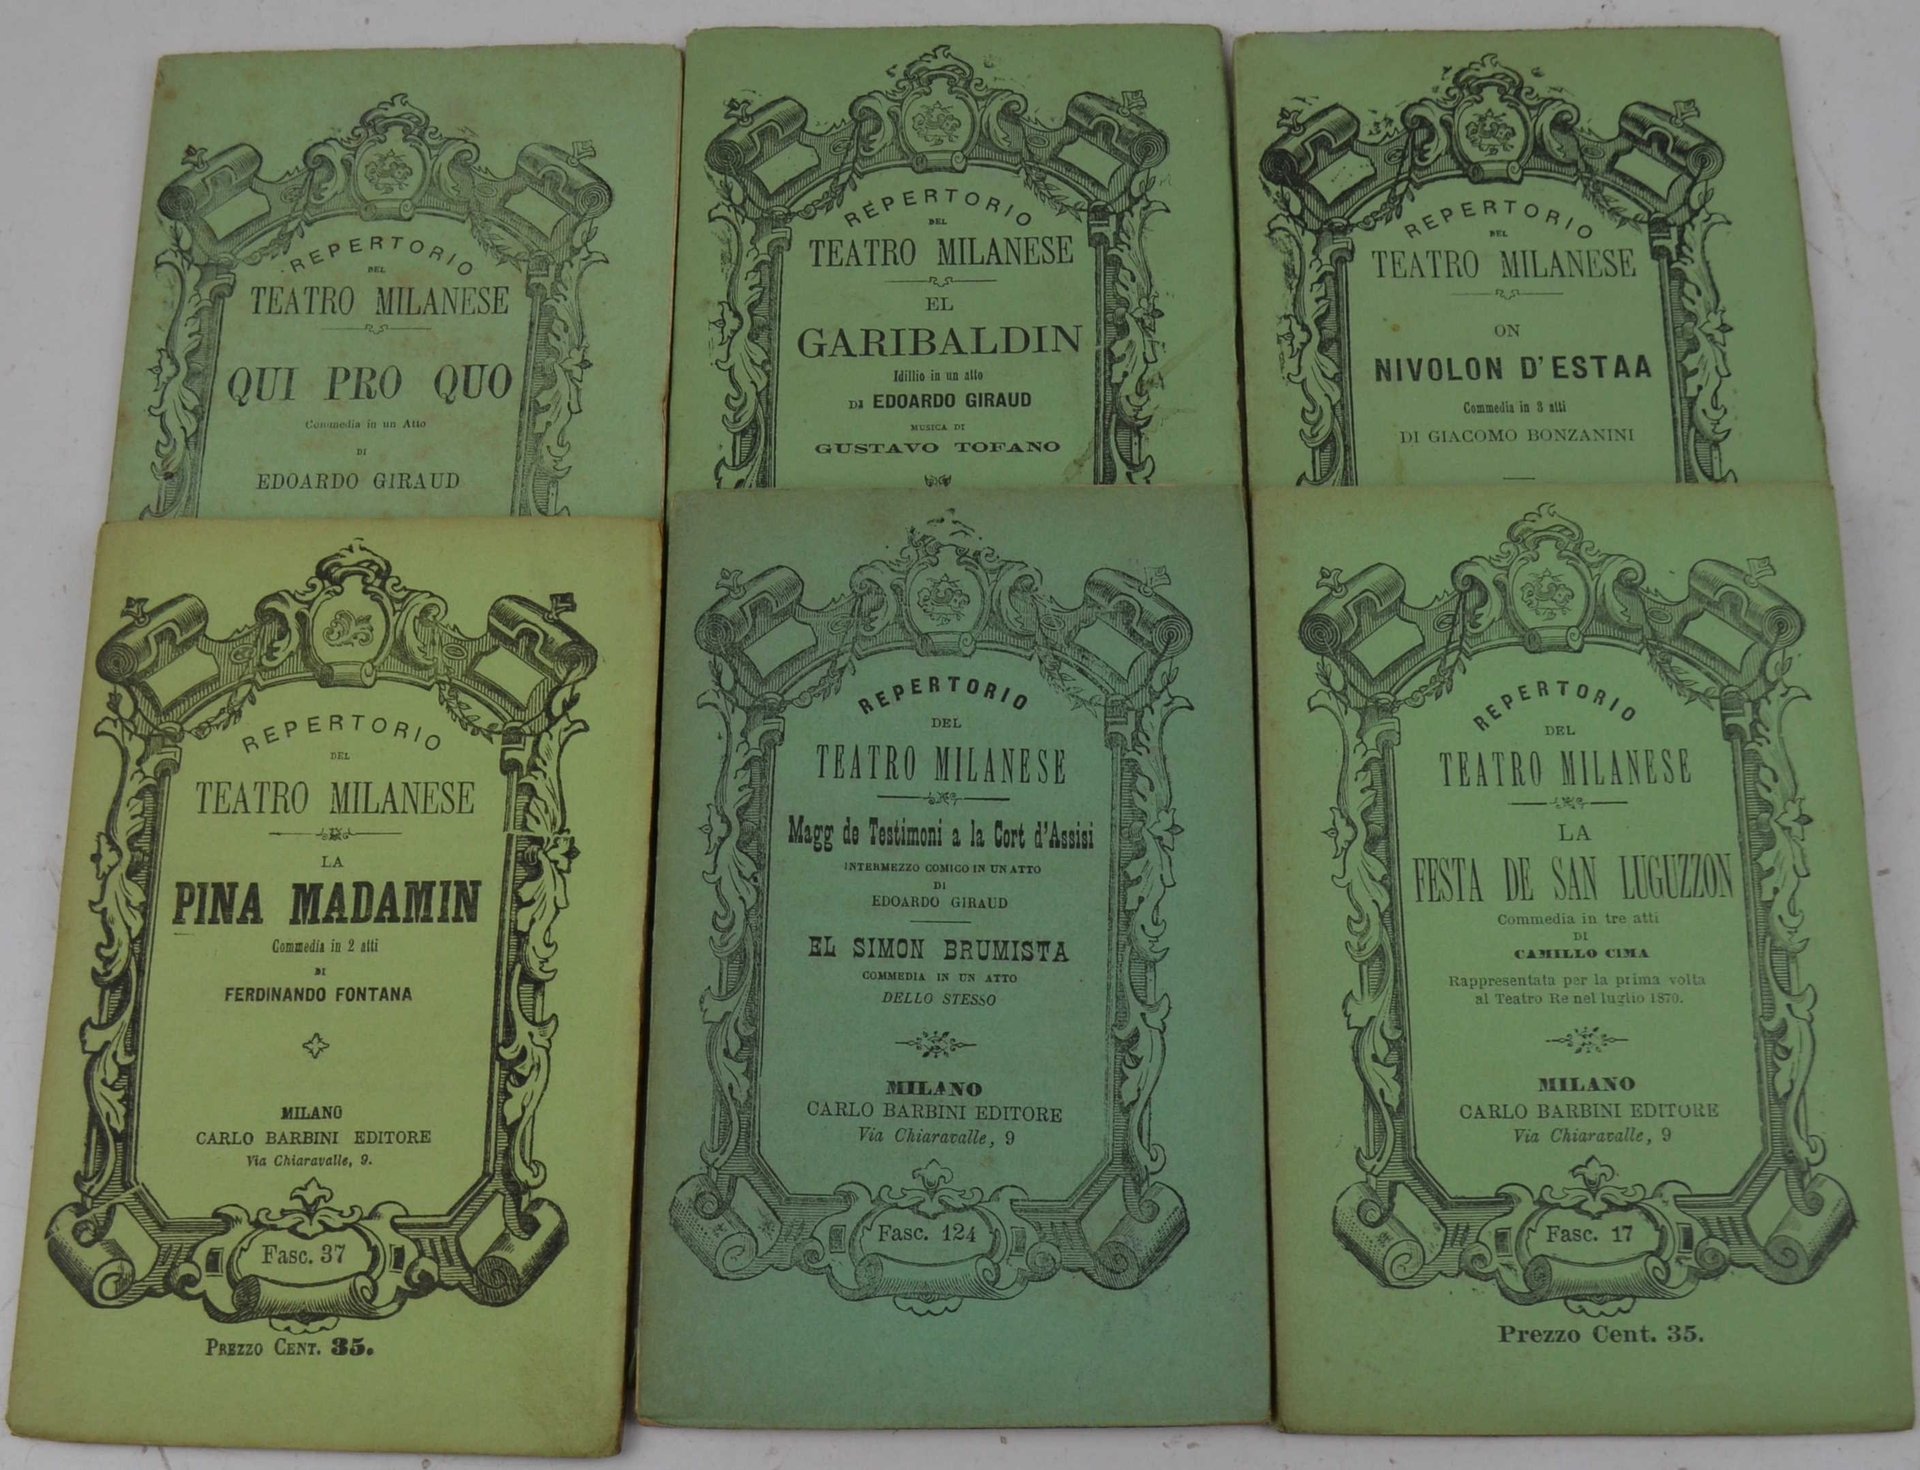 REPERTORIO
DEL
TEATRO MILANESE
QUI PRO QUO
Commedia in un Atto
DI
EDOARDO GIRAUD
REPERTORIO
DEL
TEATRO MILANESE
EL
GARIBALDIN
Idillio in un atto
DI EDOARDO GIRAUD
MUSICA DI
GUSTAVO TOFANO
REPERTORIO
DEL
TEATRO MILANESE
ON
NIVOLON D'ESTAA
Commedia in 3 atti
DI GIACOMO BONZANINI
REPERTORIO
DEL
TEATRO MILANESE
LA
PINA MADAMIN
Commedia in 2 atti
DI
FERDINANDO FONTANA
MILANO
CARLO BARBINI EDITORE
Via Chiaravalle, 9.
Fasc. 37
PREZZO CENT. 35.
REPERTORIO
DEL
TEATRO MILANESE
Magg de Testimoni a la Cort d'Assisi
INTERMEZZO COMICO IN UN ATTO
DI
EDOARDO GIRAUD
EL SIMON BRUMISTA
COMMEDIA IN UN ATTO
DELLO STESSO
MILANO
CARLO BARBINI EDITORE
Via Chiaravalle, 9
Fasc. 124
REPERTORIO
DEL
TEATRO MILANESE
LA
FESTA DE SAN LUGUZZON
Commedia in tre atti
DI
CAMILLO CIMA
Rappresentata per la prima volta
al Teatro Re nel luglio 1870.
MILANO
CARLO BARBINI EDITORE
Via Chiaravalle, 9
Fasc. 17
Prezzo Cent. 35.